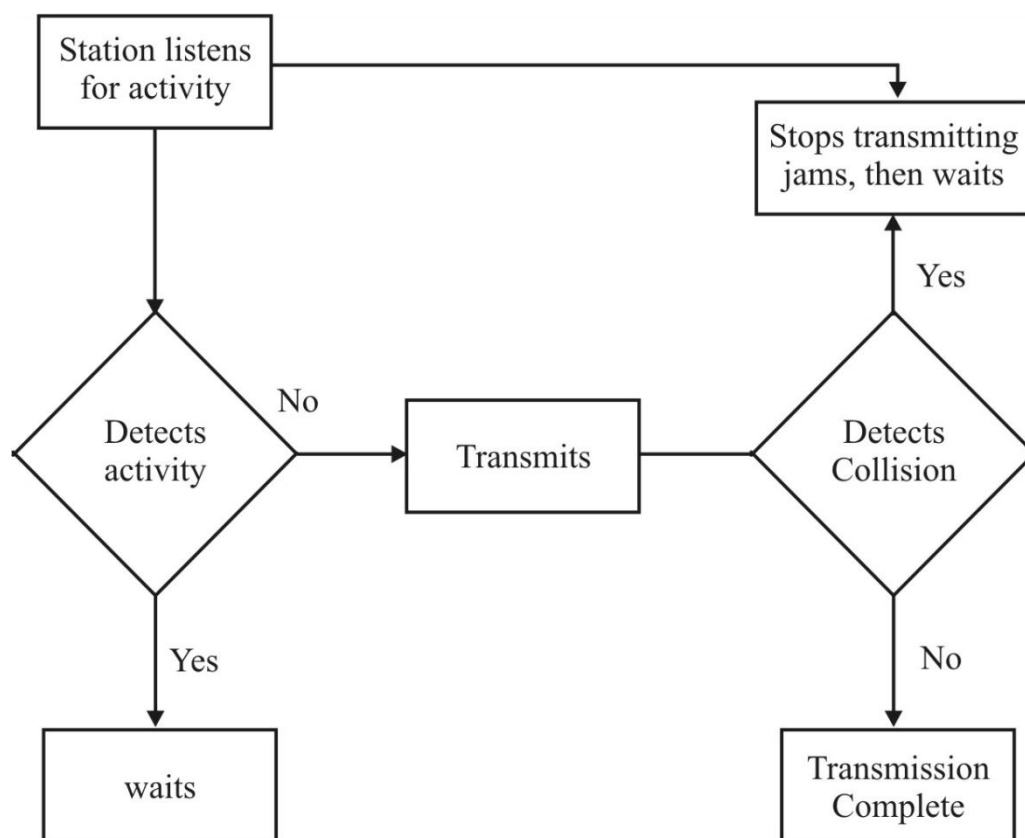 Station listens
for activity
Stops transmitting
jams, then waits
Yes
No
Detects
activity
Transmits
Detects
Collision
Yes
No
waits
Transmission
Complete